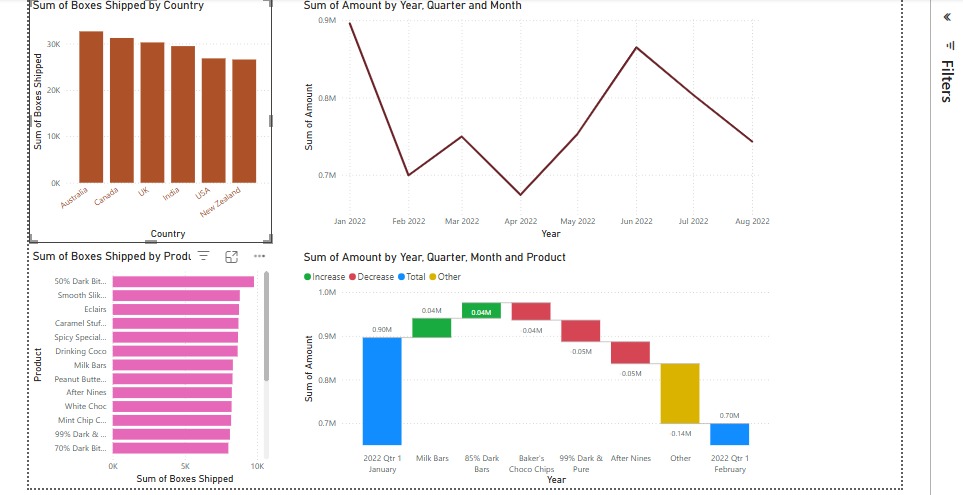 Sum of Boxes Shipped by Country
Sum of Boxes Shipped
30K
20K
10K
0K
Australia
Canada
UK
India
USA
New Zealand
Country
Sum of Amount by Year, Quarter and Month
Sum of Amount
0.9M
0.8M
0.7M
Jan 2022
Feb 2022
Mar 2022
Apr 2022
May 2022
Jun 2022
Jul 2022
Aug 2022
Year
Filters
Sum of Boxes Shipped by Produ
Product
50% Dark Bit...
Smooth Slik...
Eclairs
Caramel Stuf...
Spicy Special...
Drinking Coco
Milk Bars
Peanut Butte...
After Nines
White Choc
Mint Chip C...
99% Dark & ...
70% Dark Bit...
0K
5K
10K
Sum of Boxes Shipped
Sum of Amount by Year, Quarter, Month and Product
Increase
Decrease
Total
Other
Sum of Amount
1.0M
0.9M
0.8M
0.7M
0.90M
0.04M
0.04M
0.04M
0.05M
0.05M
0.14M
0.70M
2022 Qtr 1
January
Milk Bars
85% Dark
Bars
Baker's
Choco Chips
99% Dark &
Pure
After Nines
Other
2022 Qtr 1
February
Year